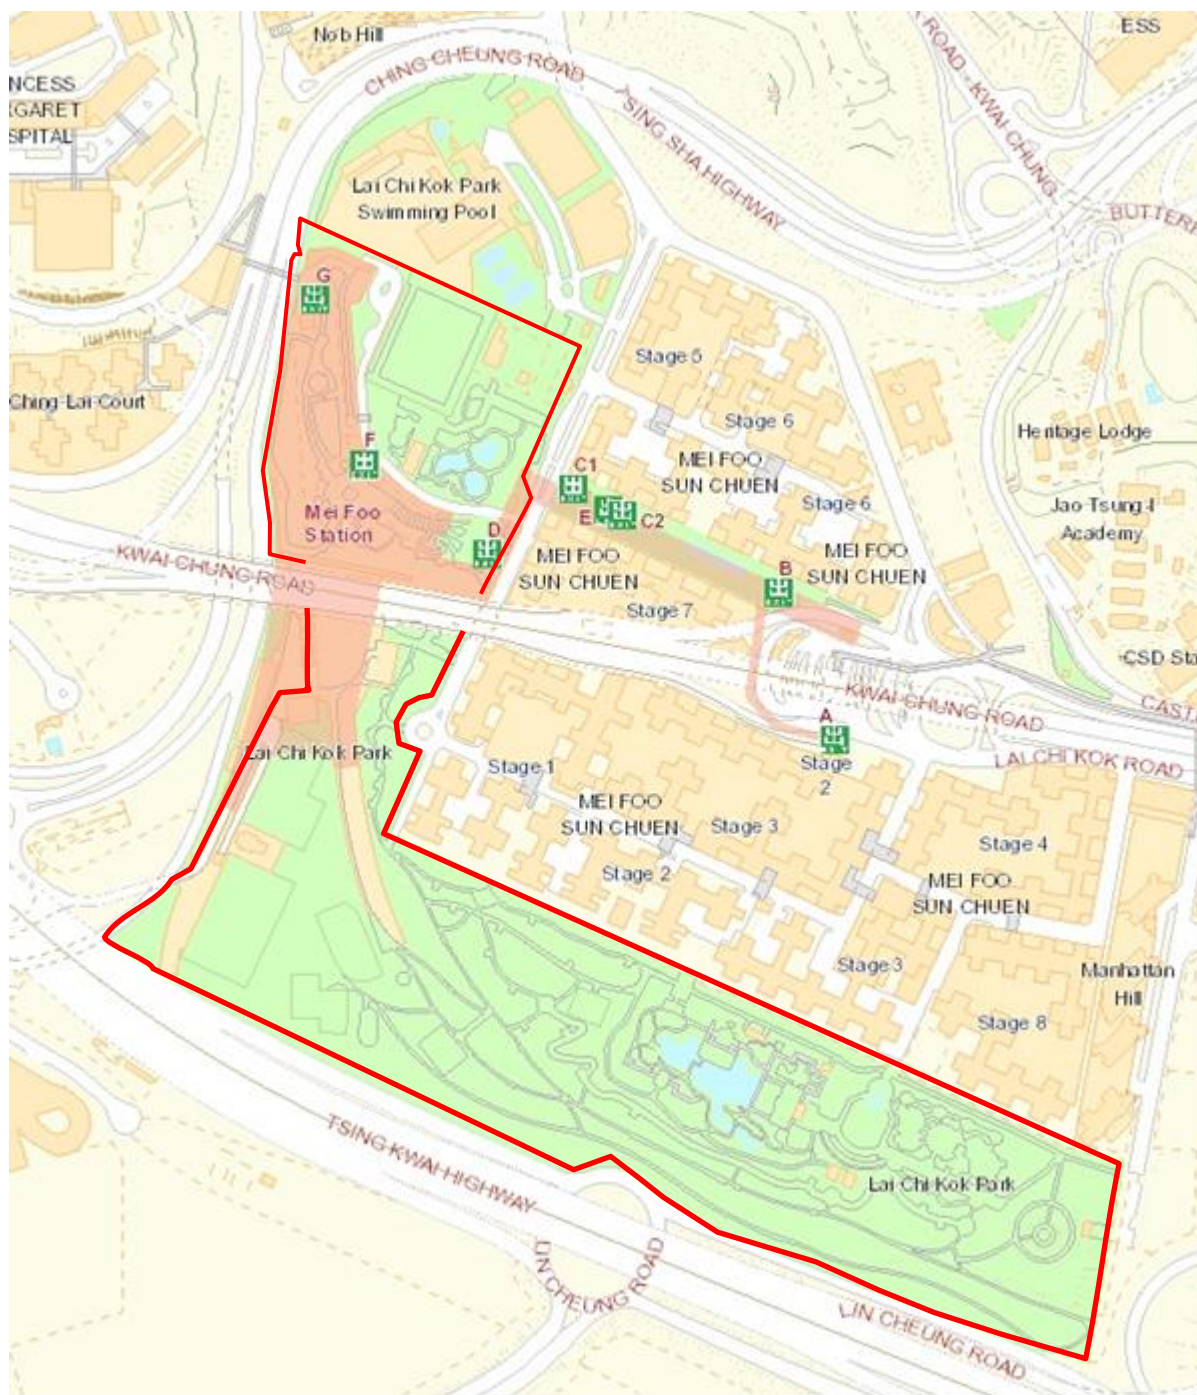 Nob Hill
ESS
NCESS
GARET
SPITAL
CHING CHEUNG ROAD
TSING SHA HIGHWAY
ROAD - KWAI CHUNG
BUTTERF
Lai Chi Kok Park
Swimming Pool
G
Stage 5
Ching Lai Court
Stage 6
Heritage Lodge
F
C1
MEI FOO
SUN CHUEN
Stage 6
Jao Tsung I
Academy
Mei Foo
Station
E
C2
D
MEI FOO
SUN CHUEN
MEI FOO
SUN CHUEN
B
KWAI CHUNG ROAD
Stage 7
CSD Sta
KWAI CHUNG ROAD
CAST
A
Lai Chi Kok Park
Stage 1
Stage
2
LAI CHI KOK ROAD
MEI FOO
SUN CHUEN
Stage 3
Stage 4
Stage 2
MEI FOO
SUN CHUEN
Stage 3
Manhattan
Hill
Stage 8
TSING KWAI HIGHWAY
Lai Chi Kok Park
LIN CHEUNG ROAD
LIN CHEUNG ROAD